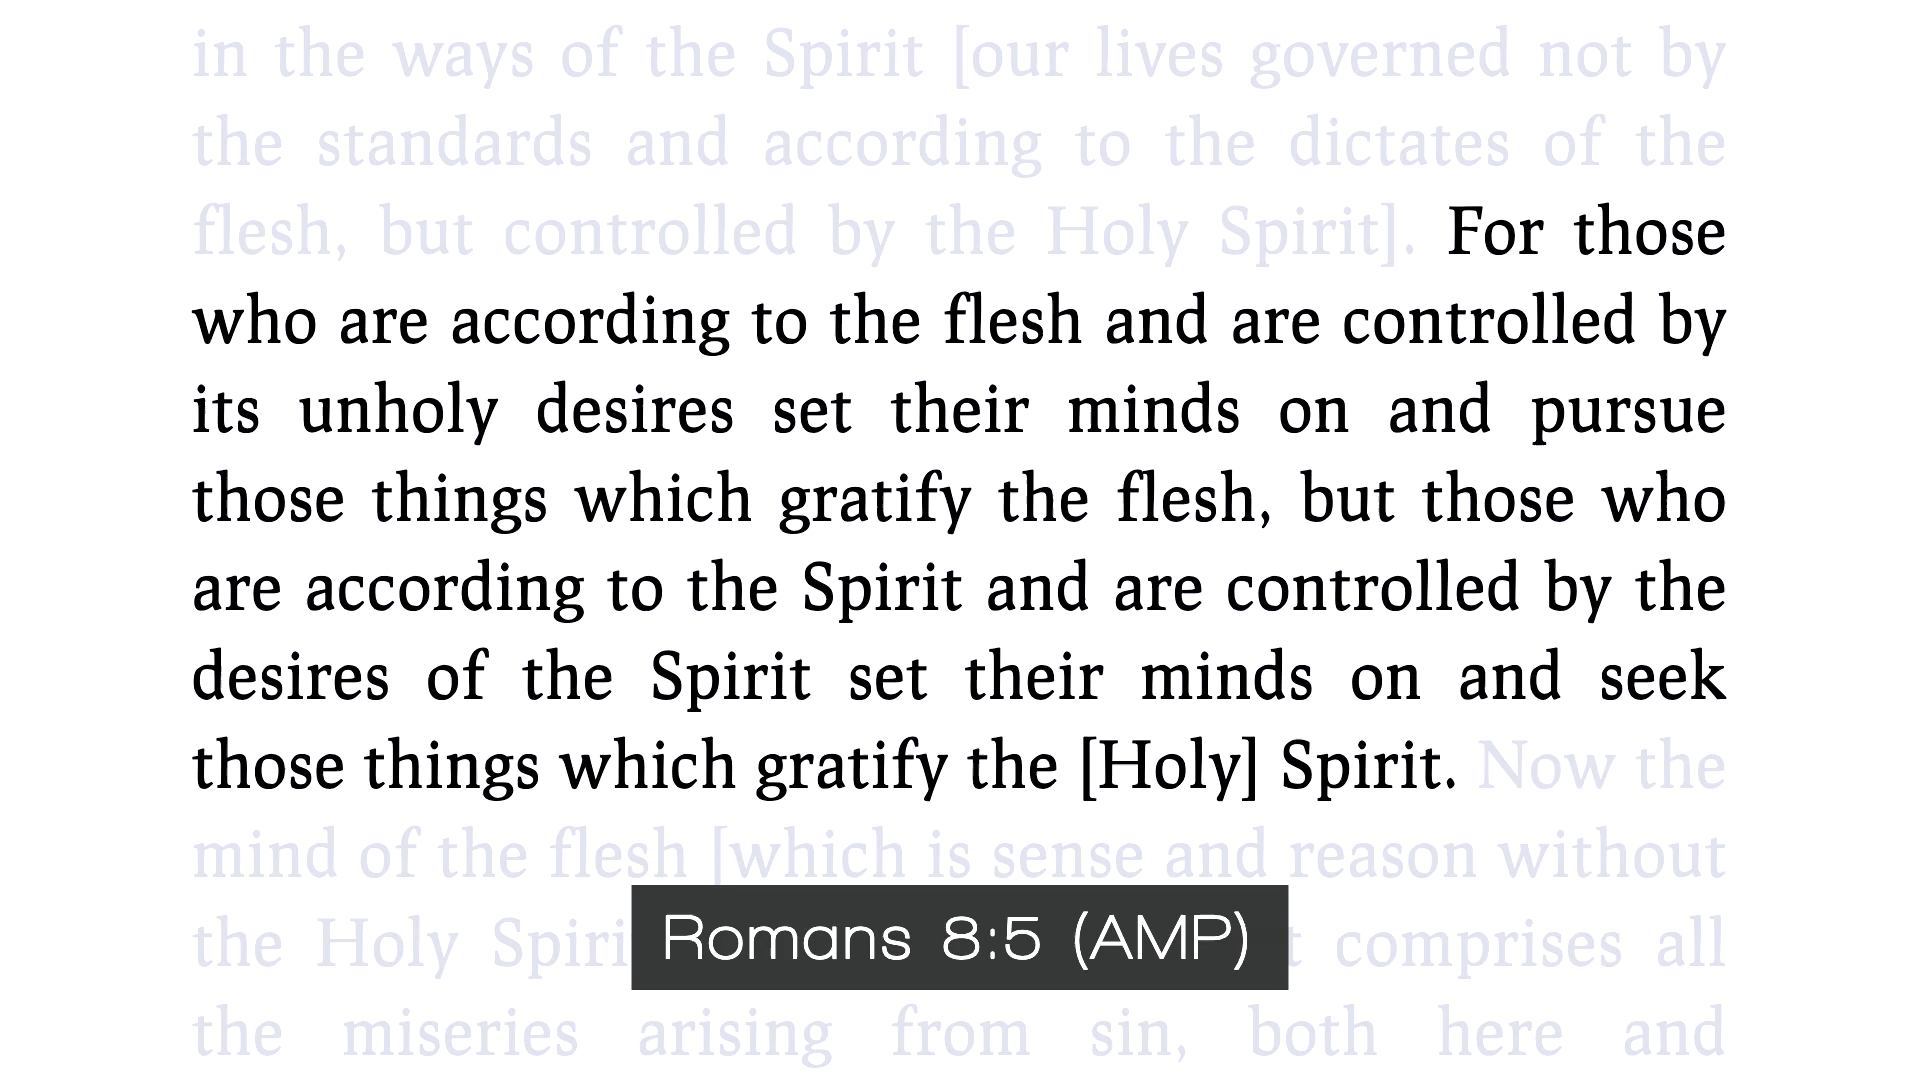 in the ways of the Spirit [our lives governed not by
the standards and according to the dictates of the
flesh, but controlled by the Holy Spirit]. For those
who are according to the flesh and are controlled by
its unholy desires set their minds on and pursue
those things which gratify the flesh, but those who
are according to the Spirit and are controlled by the
desires of the Spirit set their minds on and seek
those things which gratify the [Holy] Spirit. Now the
mind of the flesh [which is sense and reason without
the Holy comprises all
Romans 8:5 (AMP)
the miseries arising from sin, both here and